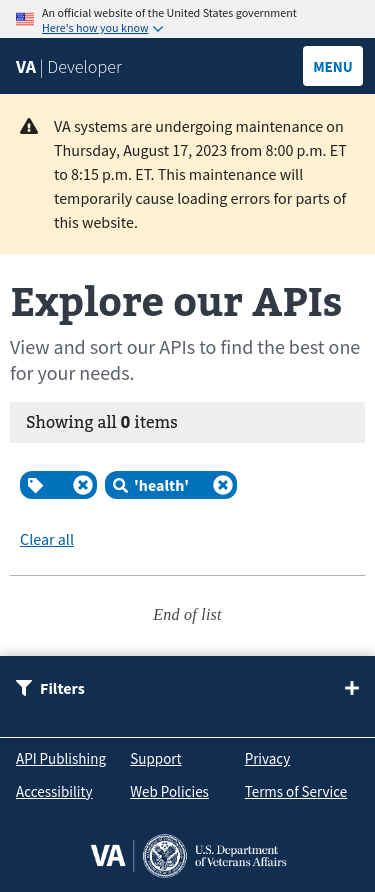 An official website of the United States government
Here's how you know
VA | Developer
MENU
VA systems are undergoing maintenance on
Thursday, August 17, 2023 from 8:00 p.m. ET
to 8:15 p.m. ET. This maintenance will
temporarily cause loading errors for parts of
this website.
Explore our APIs
View and sort our APIs to find the best one
for your needs.
Showing all 0 items
'health'
Clear all
End of list
Filters
API Publishing Support Privacy
Accessibility Web Policies Terms of Service
VA | U.S. Department
of Veterans Affairs